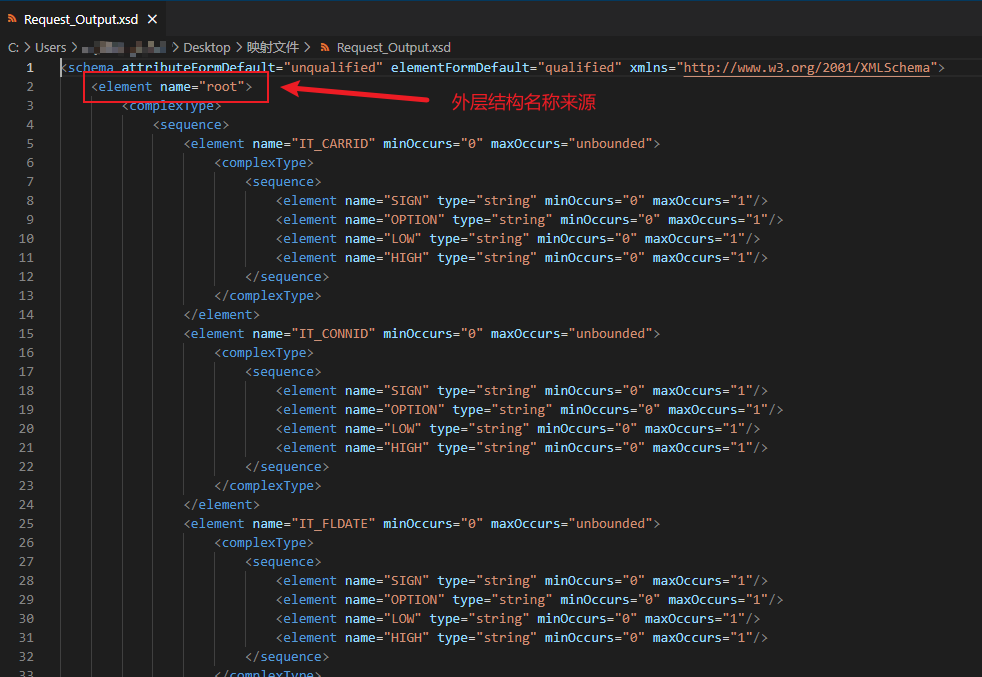 Request_Output.xsd
C: > Users > Desktop > 映射文件 > Request_Output.xsd
1 <schema attributeFormDefault="unqualified" elementFormDefault="qualified" xmlns="http://www.w3.org/2001/XMLSchema">
2 <element name="root"> 外层结构名称来源
3 <complexType>
4 <sequence>
5 <element name="IT_CARRID" minOccurs="0" maxOccurs="unbounded">
6 <complexType>
7 <sequence>
8 <element name="SIGN" type="string" minOccurs="0" maxOccurs="1"/>
9 <element name="OPTION" type="string" minOccurs="0" maxOccurs="1"/>
10 <element name="LOW" type="string" minOccurs="0" maxOccurs="1"/>
11 <element name="HIGH" type="string" minOccurs="0" maxOccurs="1"/>
12 </sequence>
13 </complexType>
14 </element>
15 <element name="IT_CONNID" minOccurs="0" maxOccurs="unbounded">
16 <complexType>
17 <sequence>
18 <element name="SIGN" type="string" minOccurs="0" maxOccurs="1"/>
19 <element name="OPTION" type="string" minOccurs="0" maxOccurs="1"/>
20 <element name="LOW" type="string" minOccurs="0" maxOccurs="1"/>
21 <element name="HIGH" type="string" minOccurs="0" maxOccurs="1"/>
22 </sequence>
23 </complexType>
24 </element>
25 <element name="IT_FLDATE" minOccurs="0" maxOccurs="unbounded">
26 <complexType>
27 <sequence>
28 <element name="SIGN" type="string" minOccurs="0" maxOccurs="1"/>
29 <element name="OPTION" type="string" minOccurs="0" maxOccurs="1"/>
30 <element name="LOW" type="string" minOccurs="0" maxOccurs="1"/>
31 <element name="HIGH" type="string" minOccurs="0" maxOccurs="1"/>
32 </sequence>
33 </complexType>